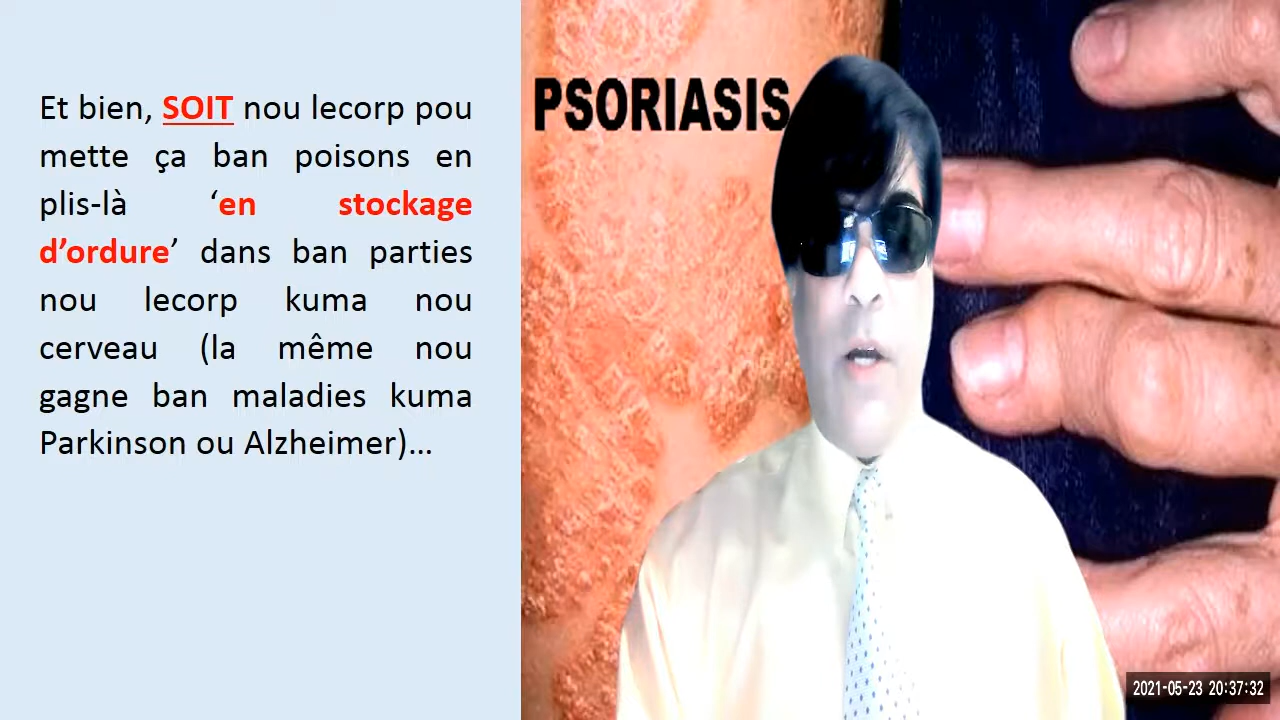 Et bien, SOIT nou lecorp pou
mette ça ban poisons en
plis-là ‘en stockage
d’ordure’ dans ban parties
nou lecorp kuma nou
cerveau (la même nou
gagne ban maladies kuma
Parkinson ou Alzheimer)...
PSORIASIS
2021-05-23 20:37:32